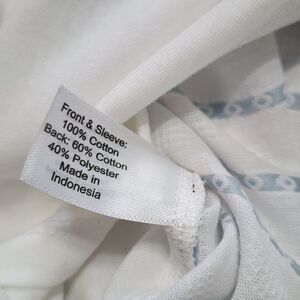 Front & Sleeve:
100% Cotton
Back: 60% Cotton
40% Polyester
Made in
Indonesia